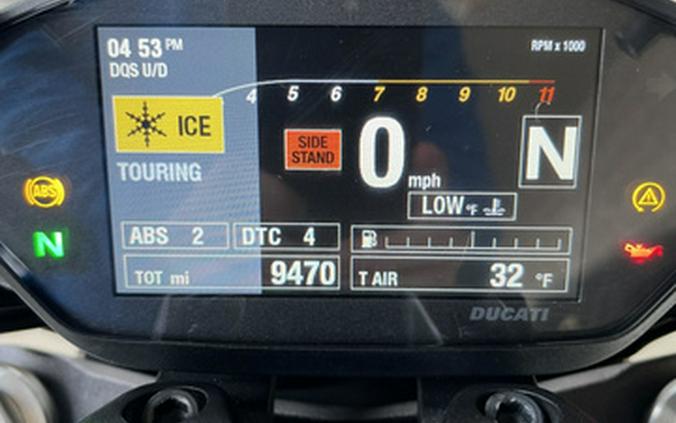 04 53 PM
RPM x 1000
DQS U/D
4 5 6 7 8 9 10 11
ICE
SIDE
STAND
0 mph
N
TOURING
ABS
LOW °F
N
ABS 2
DTC 4
TOT mi 9470
T AIR 32 °F
DUCATI